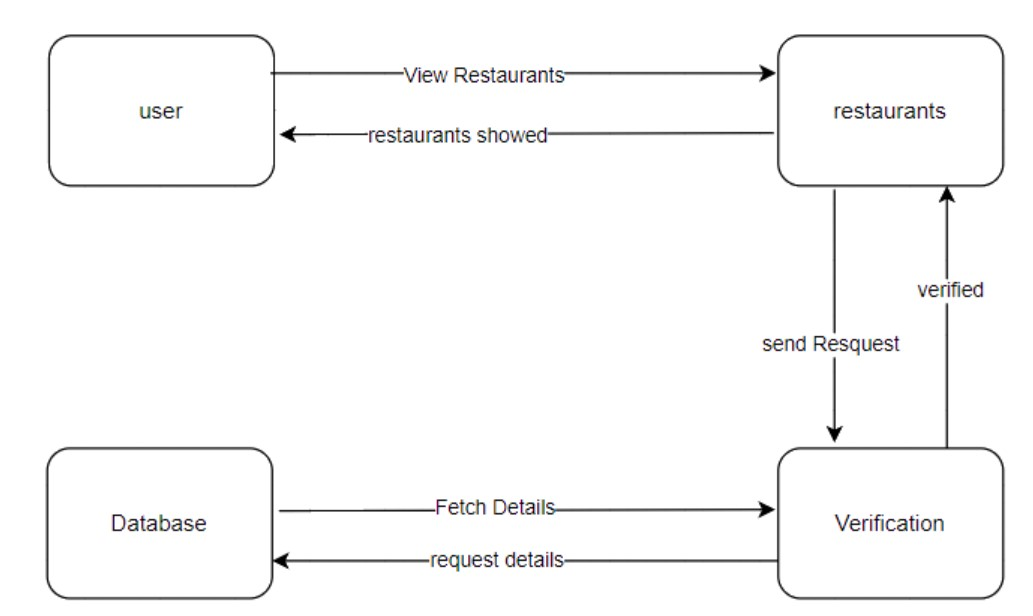 user
View Restaurants
restaurants
restaurants showed
verified
send Resquest
Database
Fetch Details
Verification
request details